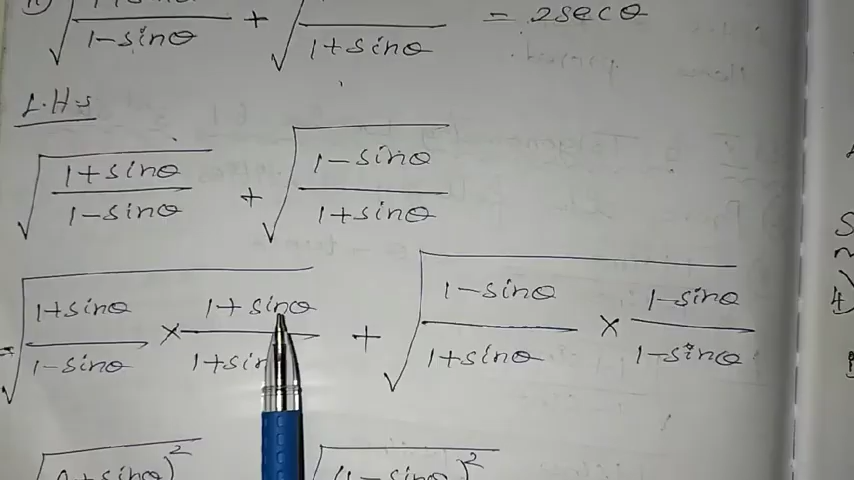 √(/(1-sinθ)) + √(/(1+sinθ)) = 2secθ
L.H.S
√((1+sinθ)/(1-sinθ)) + √((1-sinθ)/(1+sinθ))
= √((1+sinθ)/(1-sinθ) × (1+sinθ)/(1+sin)) + √((1-sinθ)/(1+sinθ) × (1-sinθ)/(1-sinθ))
√(1+sinθ)² √(1-sinθ)²